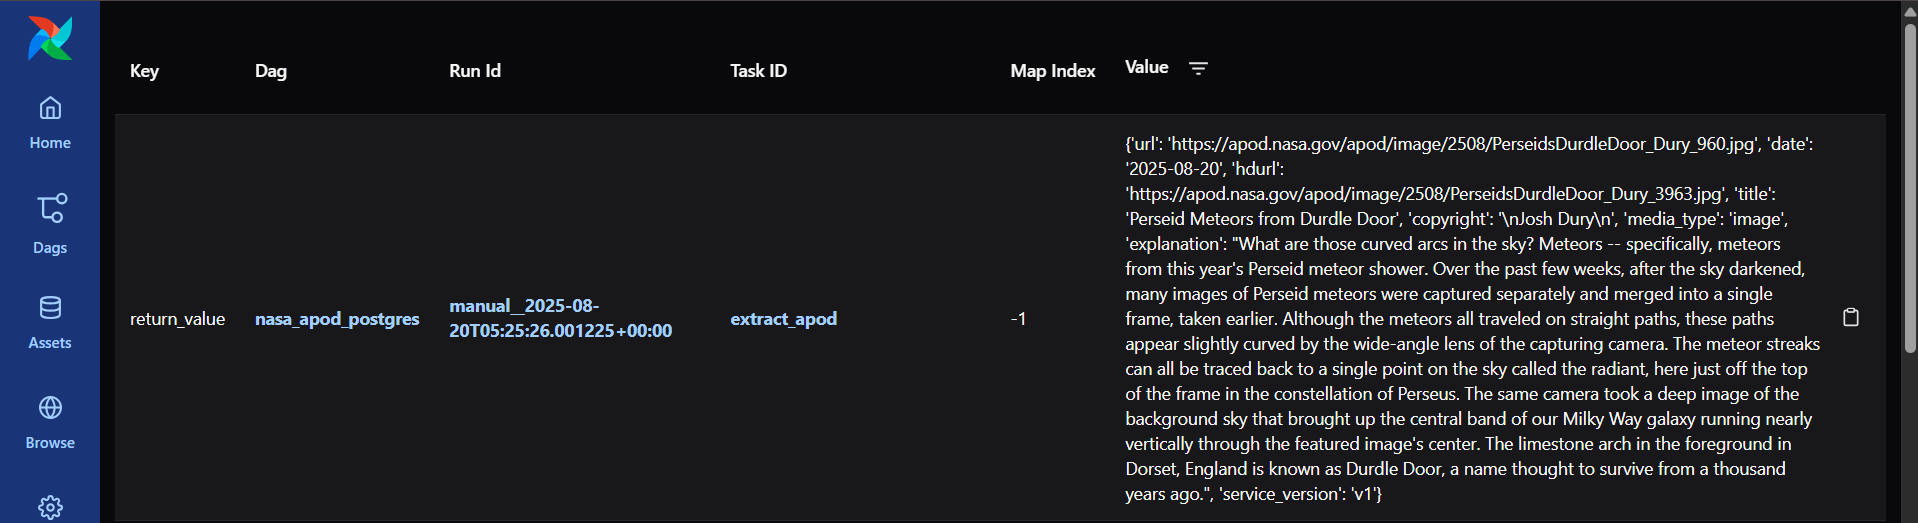 Home
Dags
Assets
Browse
Key
Dag
Run Id
Task ID
Map Index
Value
return_value
nasa_apod_postgres
manual__2025-08-
20T05:25:26.001225+00:00
extract_apod
-1
{'url': 'https://apod.nasa.gov/apod/image/2508/PerseidsDurdleDoor_Dury_960.jpg', 'date':
'2025-08-20', 'hdurl':
'https://apod.nasa.gov/apod/image/2508/PerseidsDurdleDoor_Dury_3963.jpg', 'title':
'Perseid Meteors from Durdle Door', 'copyright': '\nJosh Dury\n', 'media_type': 'image',
'explanation': "What are those curved arcs in the sky? Meteors -- specifically, meteors
from this year's Perseid meteor shower. Over the past few weeks, after the sky darkened,
many images of Perseid meteors were captured separately and merged into a single
frame, taken earlier. Although the meteors all traveled on straight paths, these paths
appear slightly curved by the wide-angle lens of the capturing camera. The meteor streaks
can all be traced back to a single point on the sky called the radiant, here just off the top
of the frame in the constellation of Perseus. The same camera took a deep image of the
background sky that brought up the central band of our Milky Way galaxy running nearly
vertically through the featured image's center. The limestone arch in the foreground in
Dorset, England is known as Durdle Door, a name thought to survive from a thousand
years ago.", 'service_version': 'v1'}